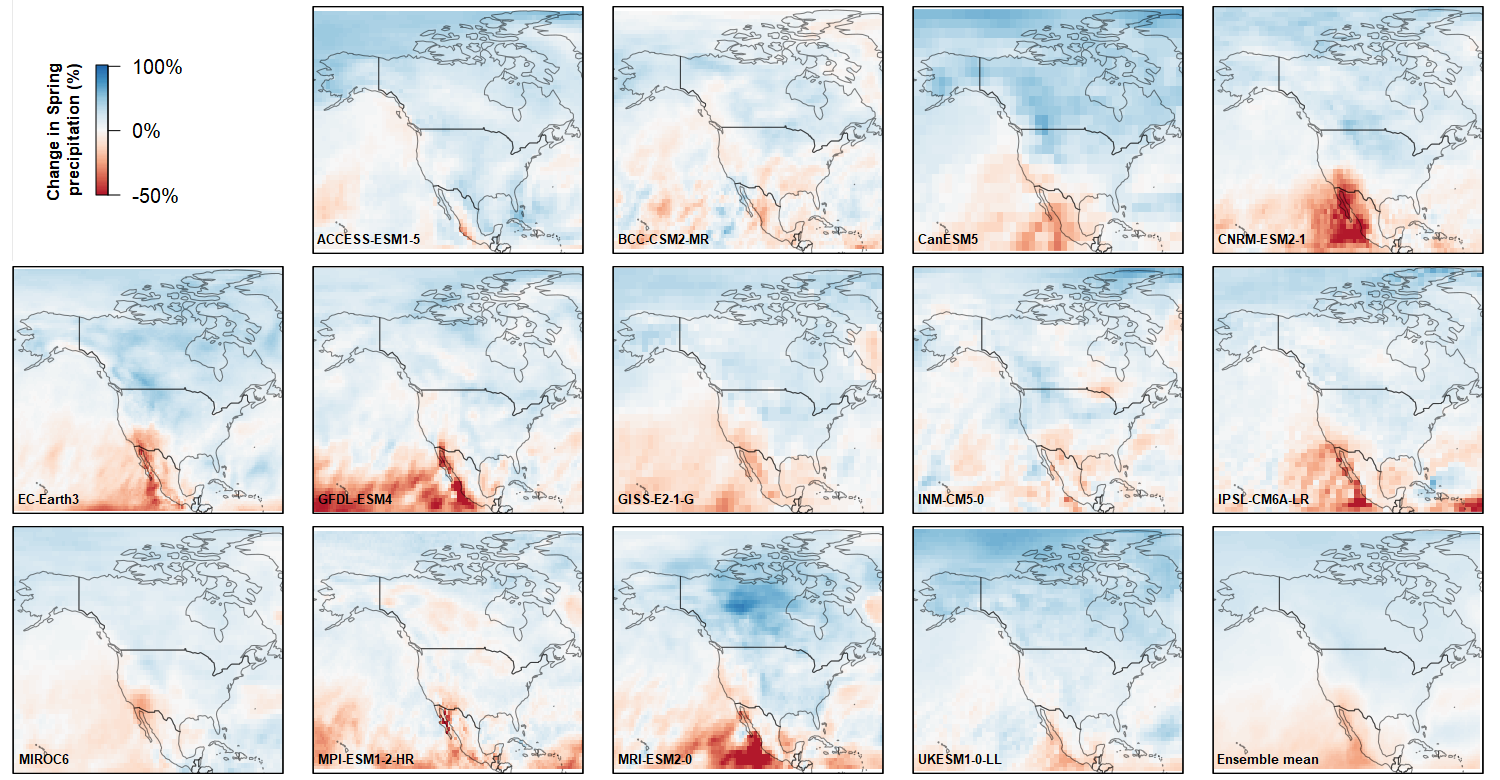 Change in Spring
precipitation (%)
100%
0%
-50%
ACCESS-ESM1-5
BCC-CSM2-MR
CanESM5
CNRM-ESM2-1
EC-Earth3
GFDL-ESM4
GISS-E2-1-G
INM-CM5-0
IPSL-CM6A-LR
MIROC6
MPI-ESM1-2-HR
MRI-ESM2-0
UKESM1-0-LL
Ensemble mean